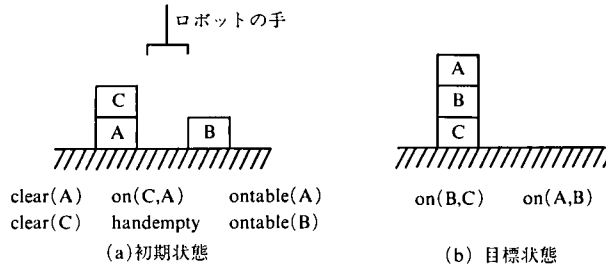 ロボットの手
C
A
B
clear(A) on(C,A) ontable(A)
clear(C) handempty ontable(B)
(a)初期状態
A
B
C
on(B,C) on(A,B)
(b) 目標状態